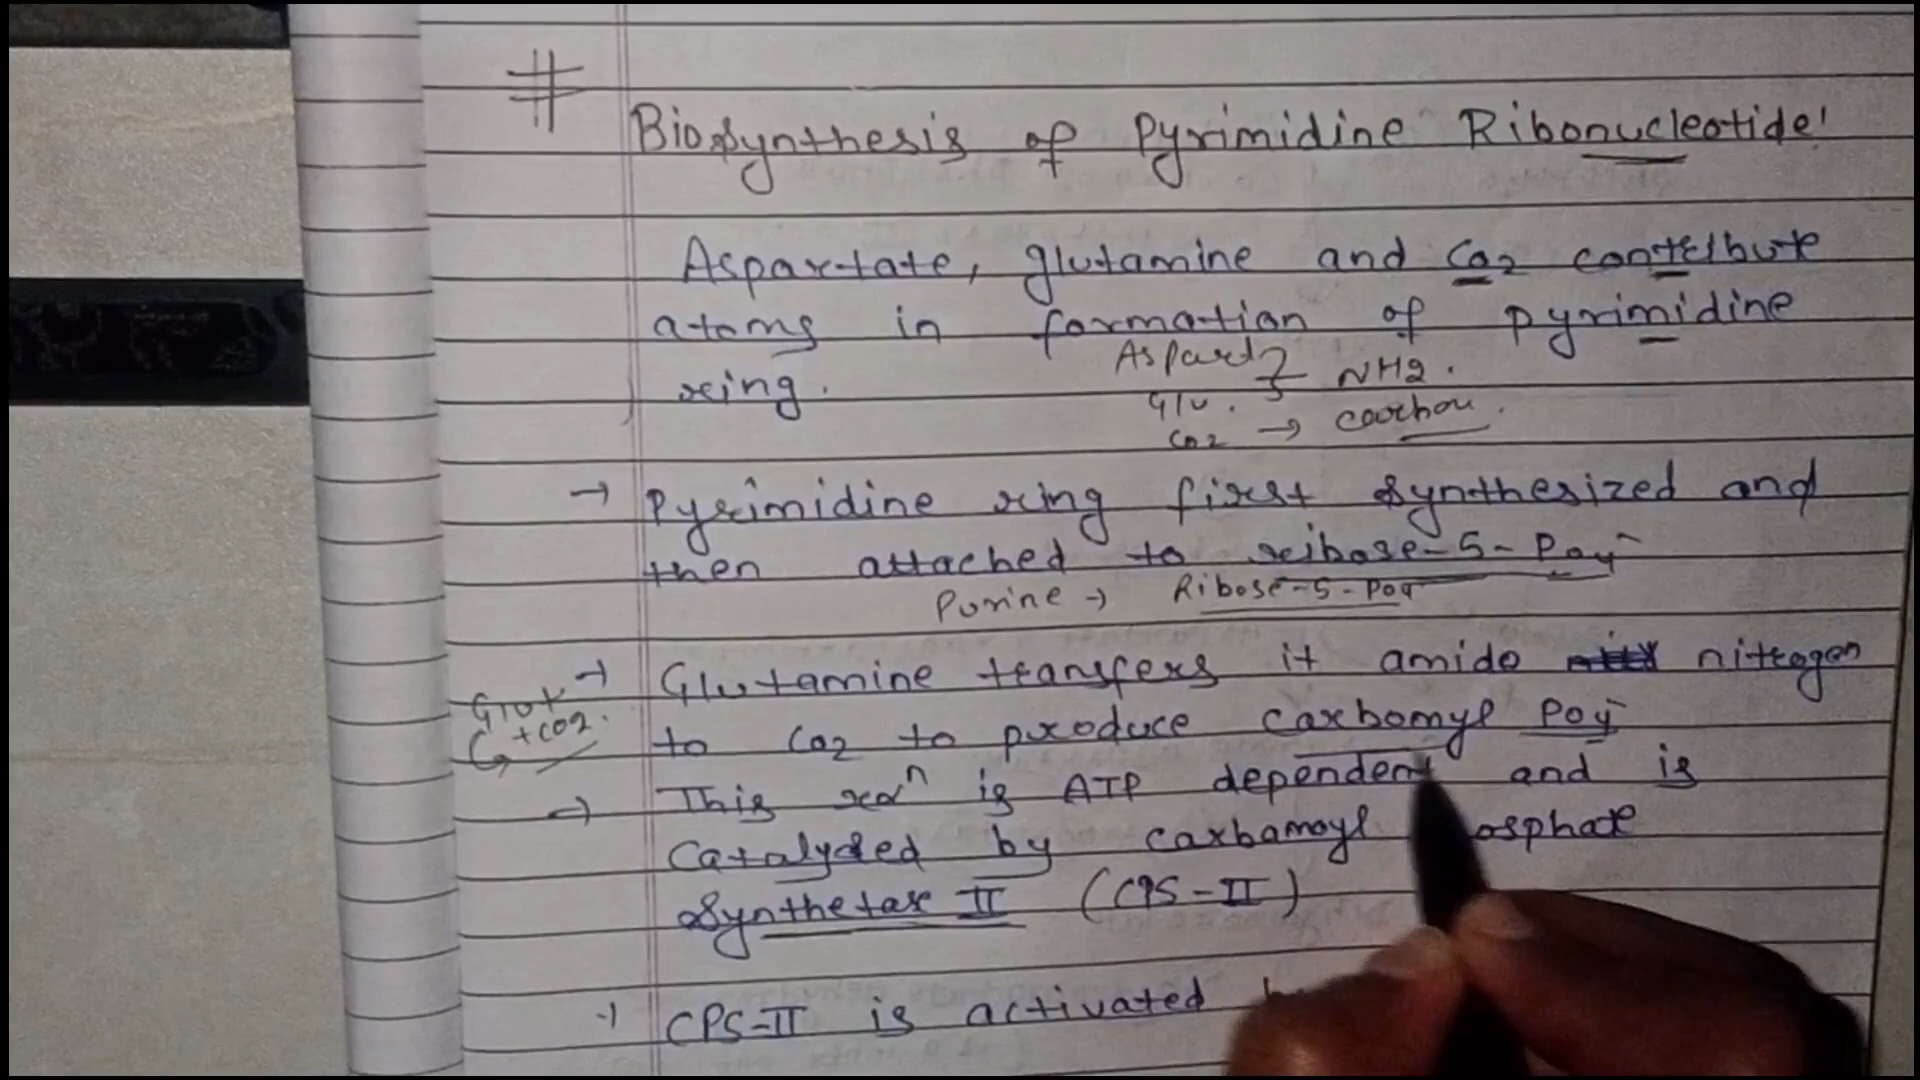 #
Biosynthesis of Pyrimidine Ribonucleotide
Aspartate, glutamine and CO2 contribute
atoms in formation of pyrimidine
ring.
Aspart
Glu. } NH2.
CO2 → carbon.
→ Pyrimidine ring first synthesized and
then attached to ribose-5-PO4-
Purine → Ribose-5-PO4
→ Glutamine transfers it amido nitrogen
Glut
+CO2.
to CO2 to produce carbomyl PO4-
→ This rxn is ATP dependent and is
Catalysed by carbamoyl osphate
Synthetase II (CPS-II)
→ CPS-II is activated